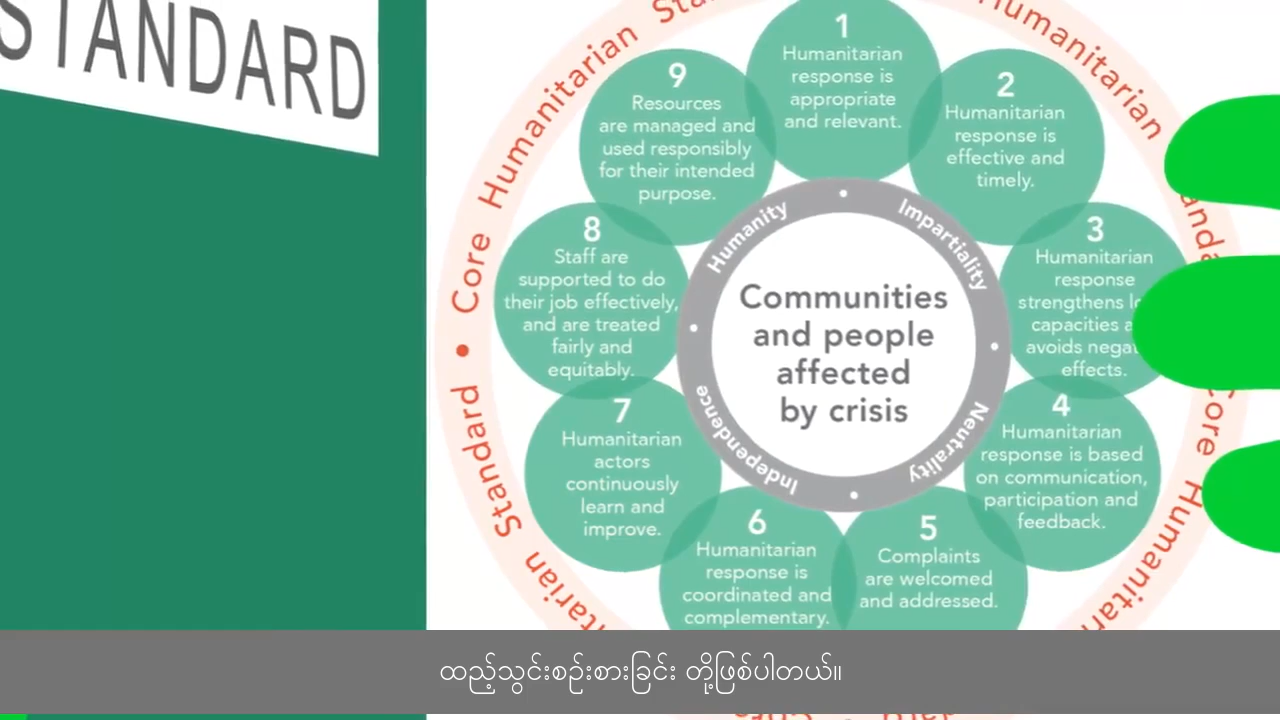 STANDARD
Core Humanitarian Standard
Humanitarian
Core Humanitarian
1
Humanitarian
response is
appropriate
and relevant.
2
Humanitarian
response is
effective and
timely.
3
Humanitarian
response
strengthens
capacities
avoids
effects.
4
Humanitarian
response is based
on communication,
participation and
feedback.
5
Complaints
are welcomed
and addressed.
6
Humanitarian
response is
coordinated and
complementary.
7
Humanitarian
actors
continuously
learn and
improve.
8
Staff are
supported to do
their job effectively,
and are treated
fairly and
equitably.
9
Resources
are managed and
used responsibly
for their intended
purpose.
Humanity
Impartiality
Neutrality
Independence
Communities
and people
affected
by crisis
ထည့်သွင်းစဉ်းစားခြင်း တို့ဖြစ်ပါတယ်။